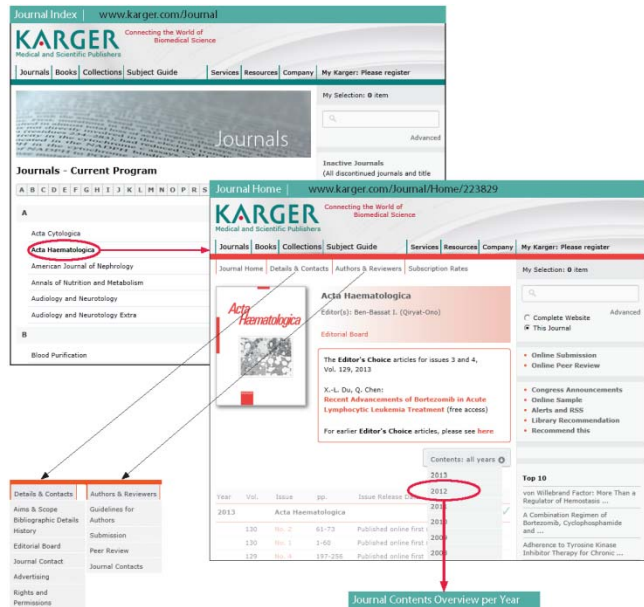 Journal Index | www.karger.com/Journal
KARGER
Medical and Scientific Publishers
Connecting the World of
Biomedical Science
Journals Books Collections Subject Guide
Services Resources Company My Karger: Please register
Journals
My Selection: 0 item
Advanced
Inactive Journals
(All discontinued journals and title
Journals - Current Program
A B C D E F G H I J K L M N O P R S
A
Acta Cytologica
Acta Haematologica
American Journal of Nephrology
Annals of Nutrition and Metabolism
Audiology and Neurotology
Audiology and Neurotology Extra
B
Blood Purification
Journal Home | www.karger.com/Journal/Home/223829
KARGER
Medical and Scientific Publishers
Connecting the World of
Biomedical Science
Journals Books Collections Subject Guide
Services Resources Company My Karger: Please register
Journal Home Details & Contacts Authors & Reviewers Subscription Rates
Acta
Haematologica
Acta Haematologica
Editor(s): Ben-Bassat I. (Qiryat-Ono)
Editorial Board
The Editor's Choice articles for issues 3 and 4,
Vol. 129, 2013
X.-L. Du, Q. Chen:
Recent Advancements of Bortezomib in Acute
Lymphocytic Leukemia Treatment (free access)
For earlier Editor's Choice articles, please see here
Contents: all years
2013
2012
2011
2010
2009
2008
Year Vol. Issue pp. Issue Release Da
2013 Acta Haematologica
130 No. 2 61-73 Published online first
130 No. 1 1-60 Published online first
129 No. 4 197-258 Published online first
My Selection: 0 item
Complete Website
This Journal
Advanced
Online Submission
Online Peer Review
Congress Announcements
Online Sample
Alerts and RSS
Library Recommendation
Recommend this
Top 10
von Willebrand Factor: More Than a
Regulator of Hemostasis ...
A Combination Regimen of
Bortezomib, Cyclophosphamide
and ...
Adherence to Tyrosine Kinase
Inhibitor Therapy for Chronic ...
Details & Contacts
Aims & Scope
Bibliographic Details
History
Editorial Board
Journal Contact
Advertising
Rights and
Permissions
Authors & Reviewers
Guidelines for
Authors
Submission
Peer Review
Journal Contacts
Journal Contents Overview per Year